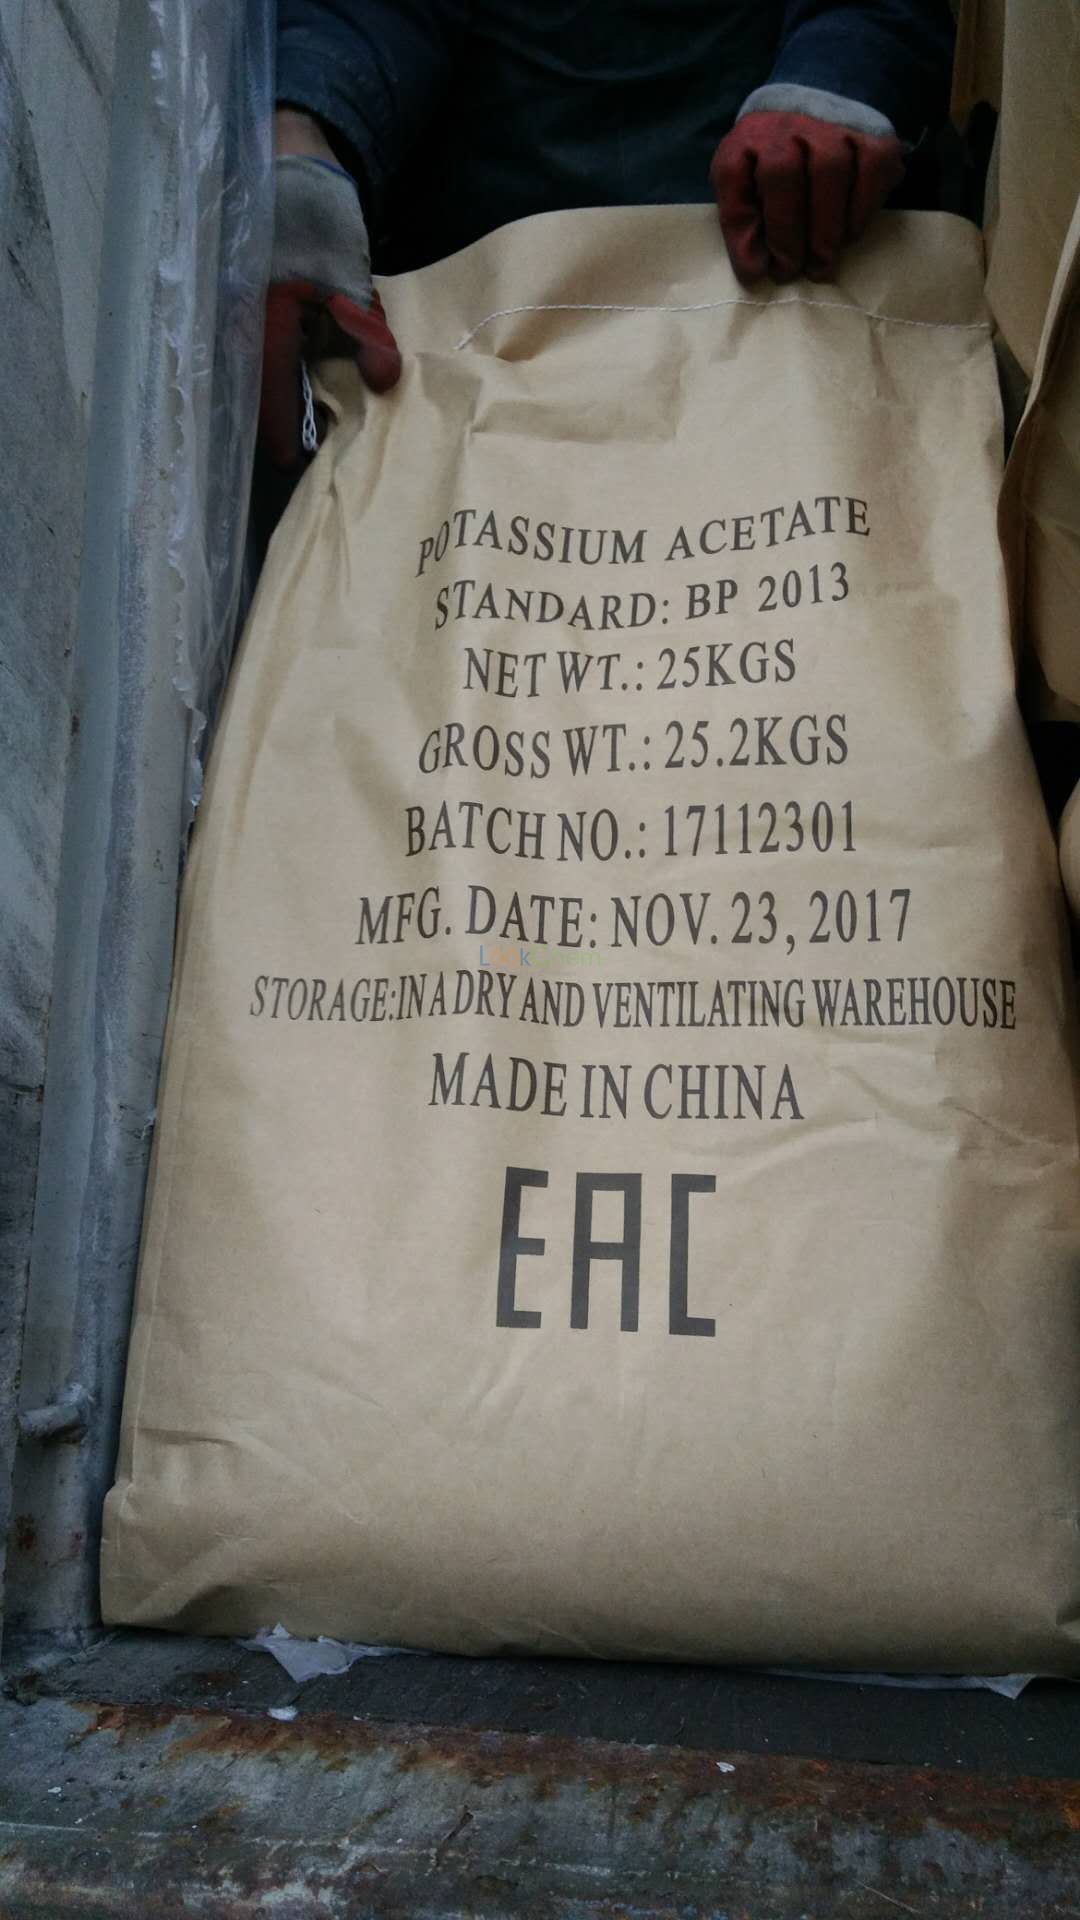 POTASSIUM ACETATE
STANDARD: BP 2013
NET WT.: 25KGS
GROSS WT.: 25.2KGS
BATCH NO.: 17112301
MFG. DATE: NOV. 23, 2017
LookChem
STORAGE:IN A DRY AND VENTILATING WAREHOUSE
MADE IN CHINA
EAC